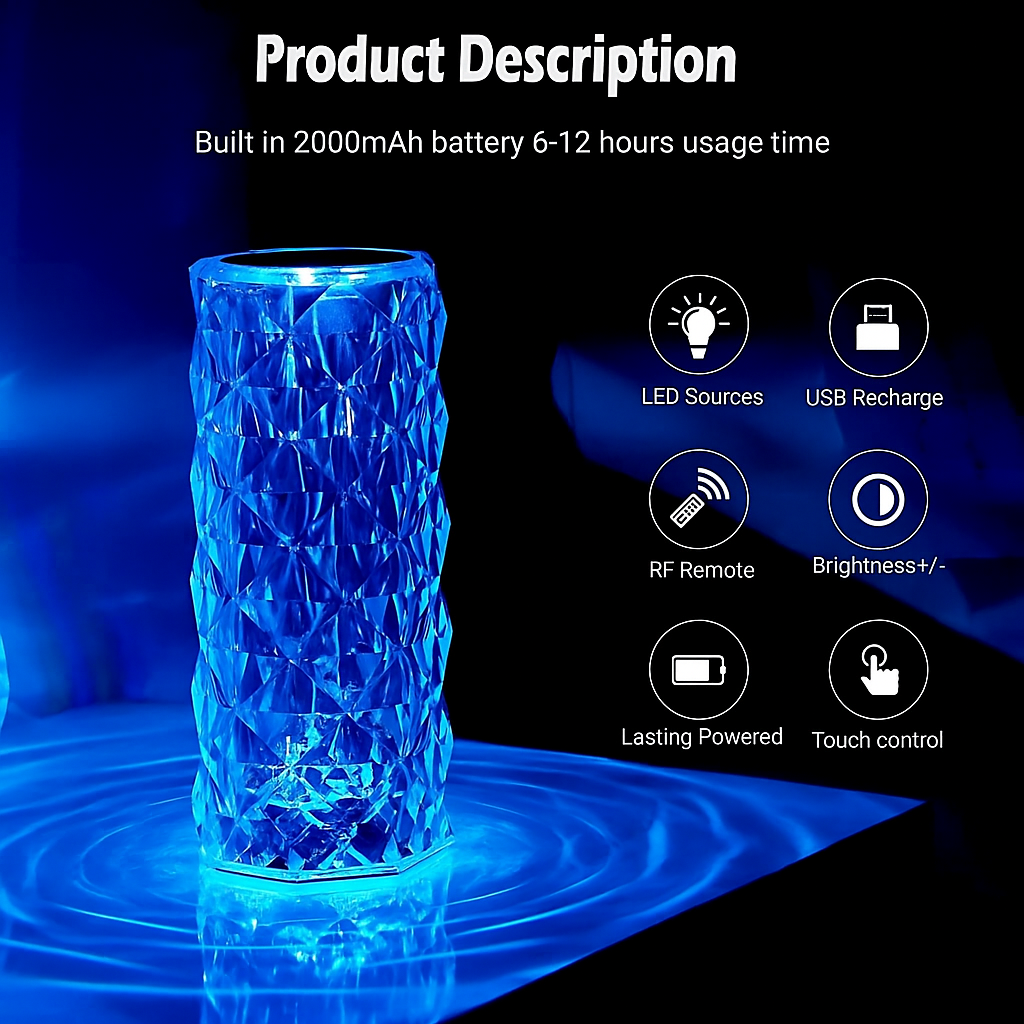 Product Description
Built in 2000mAh battery 6-12 hours usage time
LED Sources
USB Recharge
RF Remote
Brightness+/-
Lasting Powered
Touch control